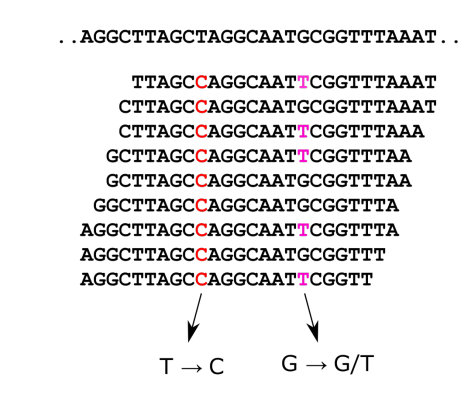 ..AGGCTTAGCTAGGCAATGCGGTTTAAAT..
TTAGCCAGGCAATTCGGTTTAAAT
CTTAGCCAGGCAATGCGGTTTAAAT
CTTAGCCAGGCAATTCGGTTTAAA
GCTTAGCCAGGCAATTCGGTTTAA
GCTTAGCCAGGCAATGCGGTTTAA
GGCTTAGCCAGGCAATGCGGTTTA
AGGCTTAGCCAGGCAATTCGGTTTA
AGGCTTAGCCAGGCAATGCGGTTT
AGGCTTAGCCAGGCAATTCGGTT
T → C G → G/T